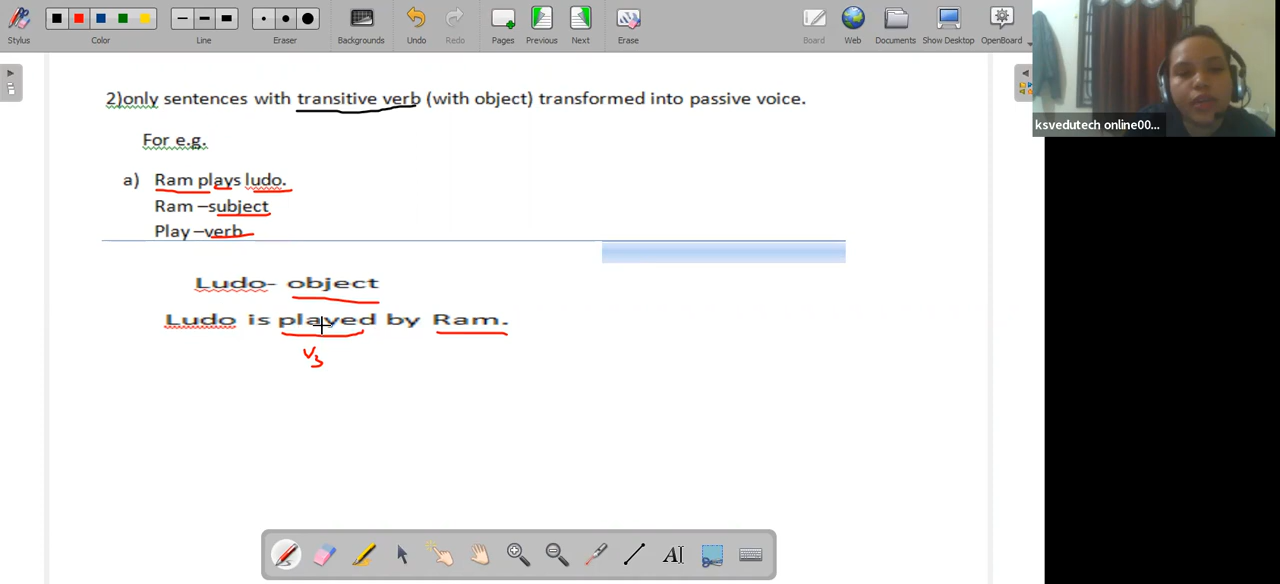 Stylus
Color
Line
Eraser
Backgrounds
Undo
Redo
Pages
Previous
Next
Erase
Board
Web
Documents
Show Desktop
OpenBoard
ksvedutech online00...
2)only sentences with transitive verb (with object) transformed into passive voice.
For e.g.
a) Ram plays ludo.
Ram –subject
Play –verb
Ludo- object
Ludo is played by Ram.
V3